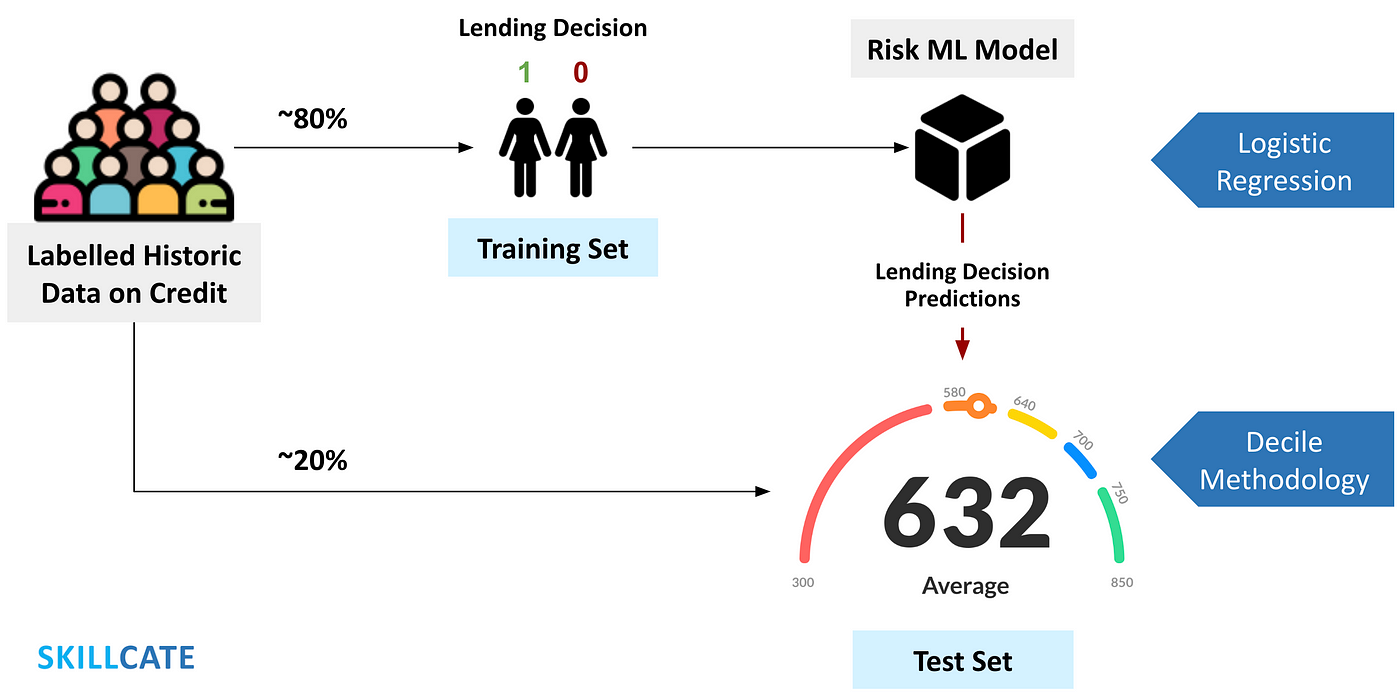 Lending Decision
1 0
Risk ML Model
~80%
Logistic
Regression
Training Set
Labelled Historic
Data on Credit
Lending Decision
Predictions
580
640
700
750
Decile
Methodology
~20%
632
300
Average
850
SKILLCATE
Test Set